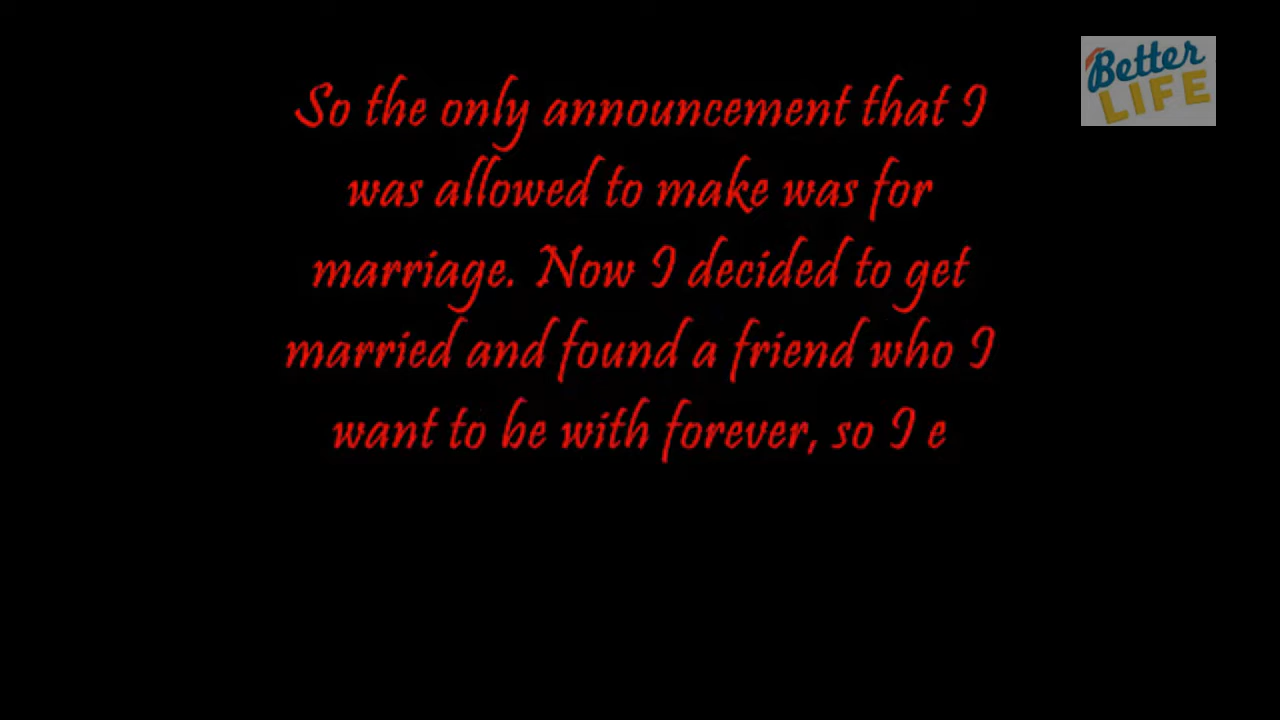 Better
LIFE
So the only announcement that I
was allowed to make was for
marriage. Now I decided to get
married and found a friend who I
want to be with forever, so I e